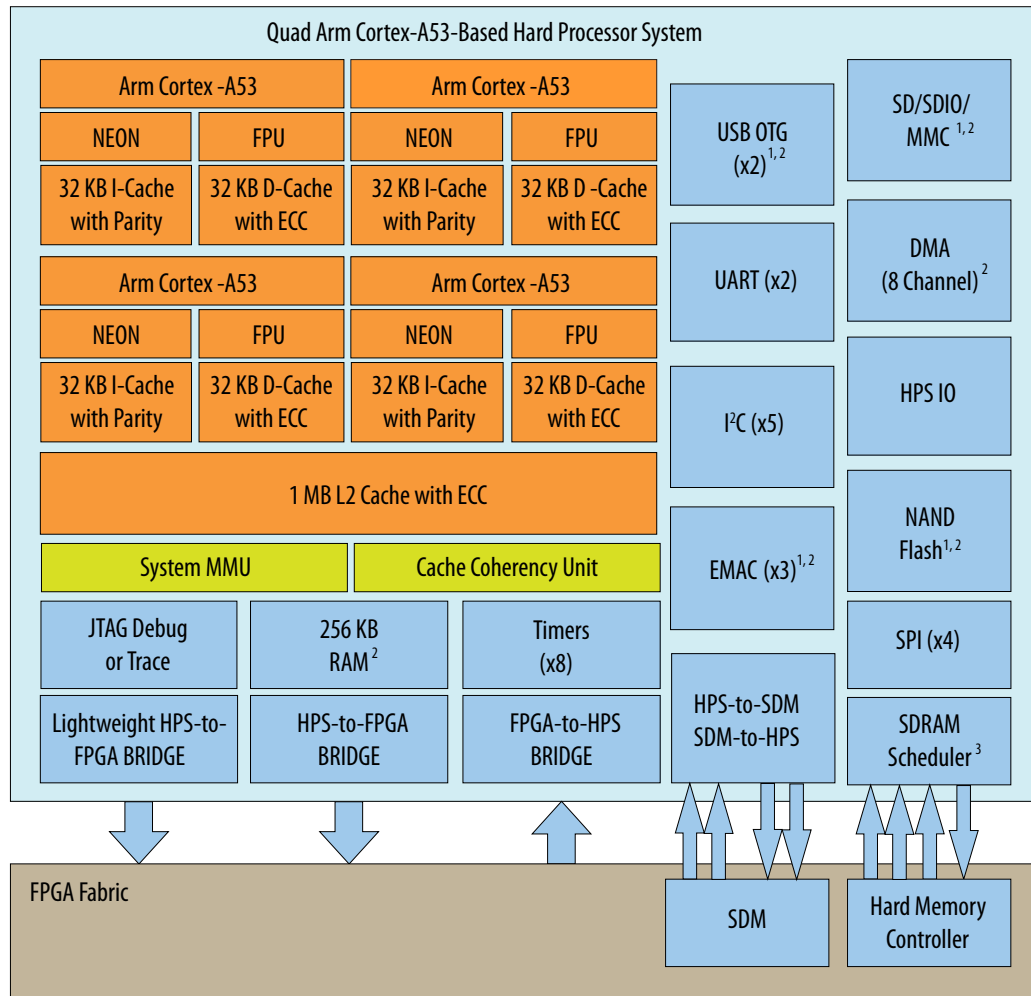 Quad Arm Cortex-A53-Based Hard Processor System
Arm Cortex -A53
Arm Cortex -A53
NEON
FPU
NEON
FPU
32 KB I-Cache
with Parity
32 KB D-Cache
with ECC
32 KB I-Cache
with Parity
32 KB D -Cache
with ECC
Arm Cortex -A53
Arm Cortex -A53
NEON
FPU
NEON
FPU
32 KB I-Cache
with Parity
32 KB D-Cache
with ECC
32 KB I-Cache
with Parity
32 KB D-Cache
with ECC
1 MB L2 Cache with ECC
System MMU
Cache Coherency Unit
JTAG Debug
or Trace
256 KB
RAM 2
Timers
(x8)
Lightweight HPS-to-
FPGA BRIDGE
HPS-to-FPGA
BRIDGE
FPGA-to-HPS
BRIDGE
USB OTG
(x2) 1, 2
UART (x2)
I²C (x5)
EMAC (x3) 1, 2
HPS-to-SDM
SDM-to-HPS
SD/SDIO/
MMC 1, 2
DMA
(8 Channel) 2
HPS IO
NAND
Flash 1, 2
SPI (x4)
SDRAM
Scheduler 3
FPGA Fabric
SDM
Hard Memory
Controller